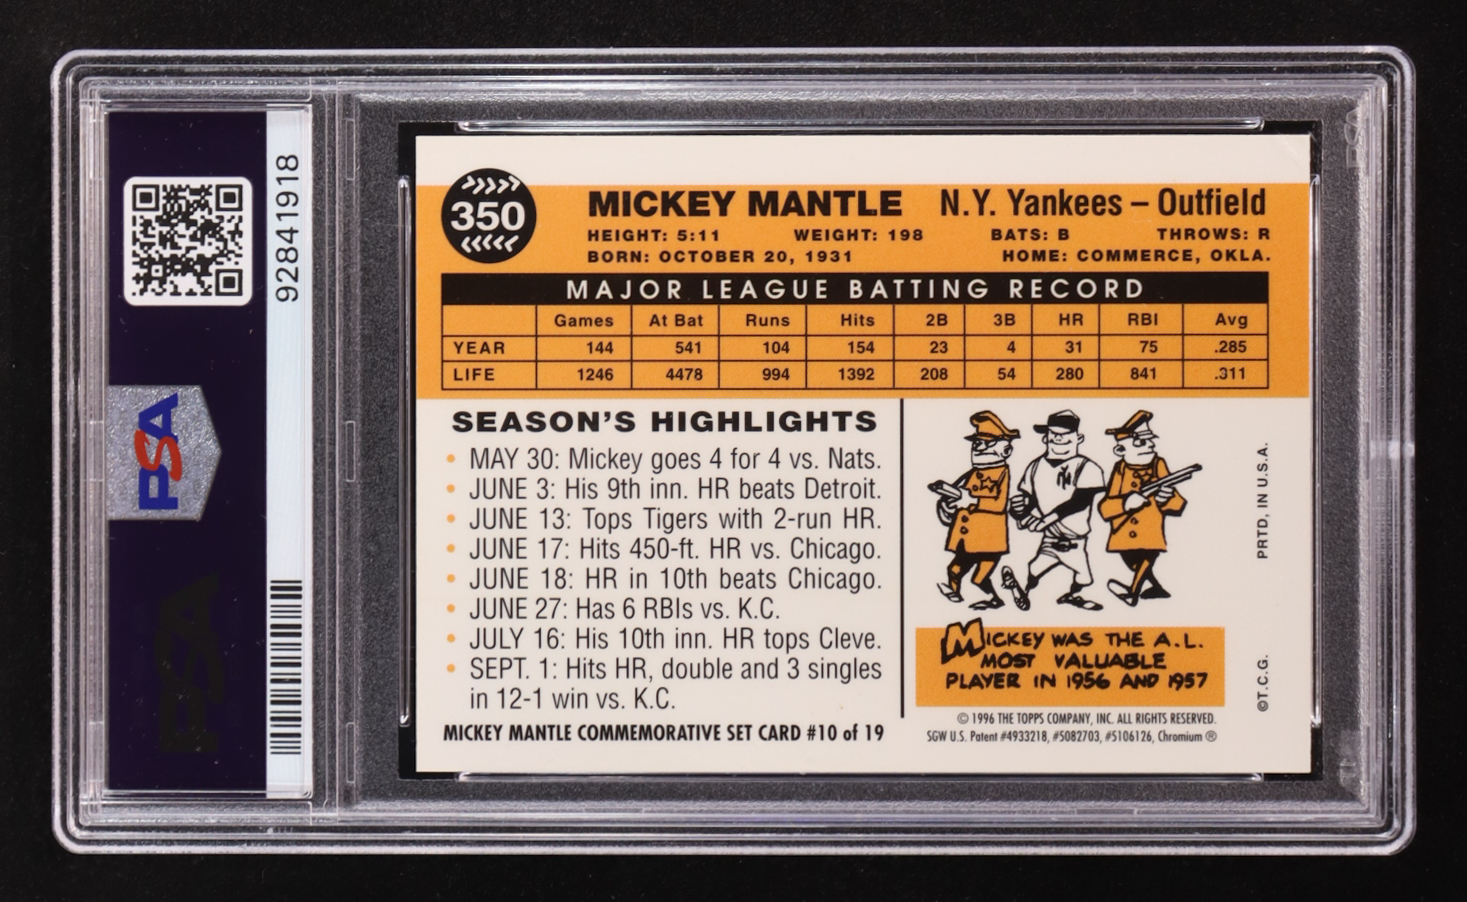 PSA
92841918
350
MICKEY MANTLE N.Y. Yankees – Outfield
HEIGHT: 5:11 WEIGHT: 198 BATS: B THROWS: R
BORN: OCTOBER 20, 1931 HOME: COMMERCE, OKLA.
MAJOR LEAGUE BATTING RECORD
Games At Bat Runs Hits 2B 3B HR RBI Avg
YEAR 144 541 104 154 23 4 31 75 .285
LIFE 1246 4478 994 1392 208 54 280 841 .311
SEASON'S HIGHLIGHTS
• MAY 30: Mickey goes 4 for 4 vs. Nats.
• JUNE 3: His 9th inn. HR beats Detroit.
• JUNE 13: Tops Tigers with 2-run HR.
• JUNE 17: Hits 450-ft. HR vs. Chicago.
• JUNE 18: HR in 10th beats Chicago.
• JUNE 27: Has 6 RBIs vs. K.C.
• JULY 16: His 10th inn. HR tops Cleve.
• SEPT. 1: Hits HR, double and 3 singles
in 12-1 win vs. K.C.
MICKEY MANTLE COMMEMORATIVE SET CARD #10 of 19
NY
MICKEY WAS THE A.L.
MOST VALUABLE
PLAYER IN 1956 AND 1957
© 1996 THE TOPPS COMPANY, INC. ALL RIGHTS RESERVED.
SGW U.S. Patent #4933218, #5082703, #5106126, Chromium ®
PRTD, IN U.S.A.
©T.C.G.
PSA
PSA